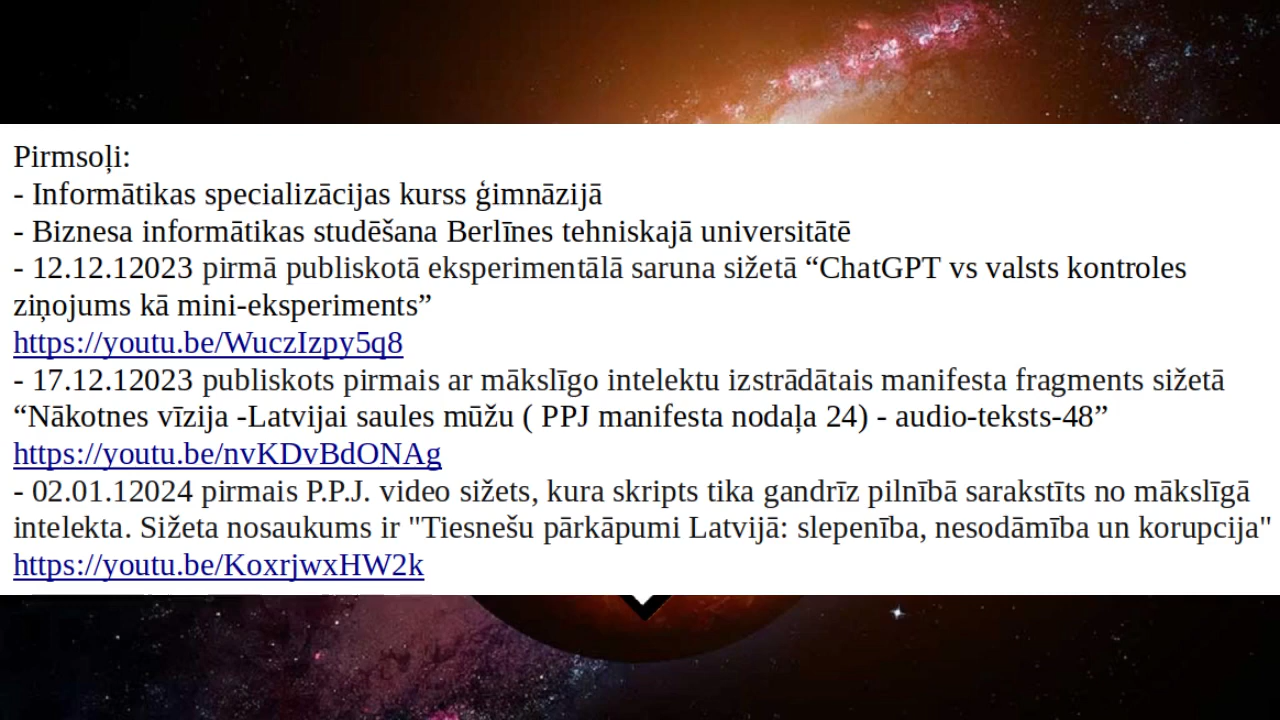 Pirmsoļi:
- Informātikas specializācijas kurss ģimnāzijā
- Biznesa informātikas studēšana Berlīnes tehniskajā universitātē
- 12.12.12023 pirmā publiskotā eksperimentālā saruna sižetā “ChatGPT vs valsts kontroles
ziņojums kā mini-eksperiments”
https://youtu.be/WuczIzpy5q8
- 17.12.12023 publiskots pirmais ar mākslīgo intelektu izstrādātais manifesta fragments sižetā
“Nākotnes vīzija -Latvijai saules mūžu ( PPJ manifesta nodaļa 24) - audio-teksts-48”
https://youtu.be/nvKDvBdONAg
- 02.01.12024 pirmais P.P.J. video sižets, kura skripts tika gandrīz pilnībā sarakstīts no mākslīgā
intelekta. Sižeta nosaukums ir "Tiesnešu pārkāpumi Latvijā: slepenība, nesodāmība un korupcija"
https://youtu.be/KoxrjwxHW2k